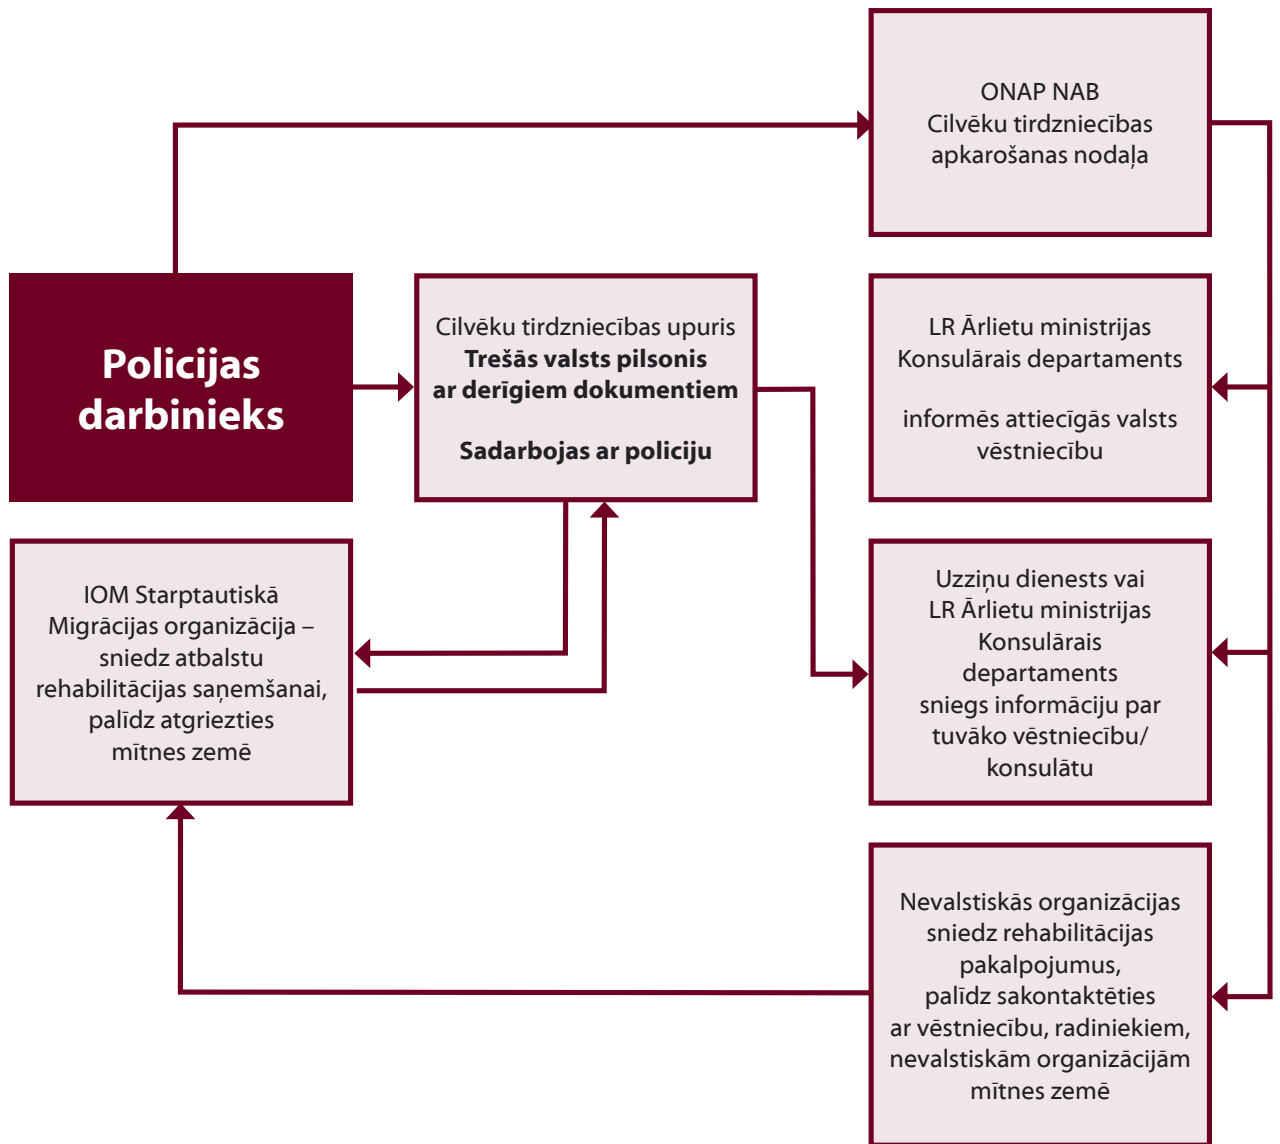 ONAP NAB
Cilvēku tirdzniecības
apkarošanas nodaļa
Policijas
darbinieks
Cilvēku tirdzniecības upuris
Trešās valsts pilsonis
ar derīgiem dokumentiem
Sadarbojas ar policiju
LR Ārlietu ministrijas
Konsulārais departaments
informēs attiecīgās valsts
vēstniecību
IOM Starptautiskā
Migrācijas organizācija –
sniedz atbalstu
rehabilitācijas saņemšanai,
palīdz atgriezties
mītnes zemē
Uzziņu dienests vai
LR Ārlietu ministrijas
Konsulārais
departaments
sniegs informāciju par
tuvāko vēstniecību/
konsulātu
Nevalstiskās organizācijas
sniedz rehabilitācijas
pakalpojumus,
palīdz sakontaktēties
ar vēstniecību, radiniekiem,
nevalstiskām organizācijām
mītnes zemē